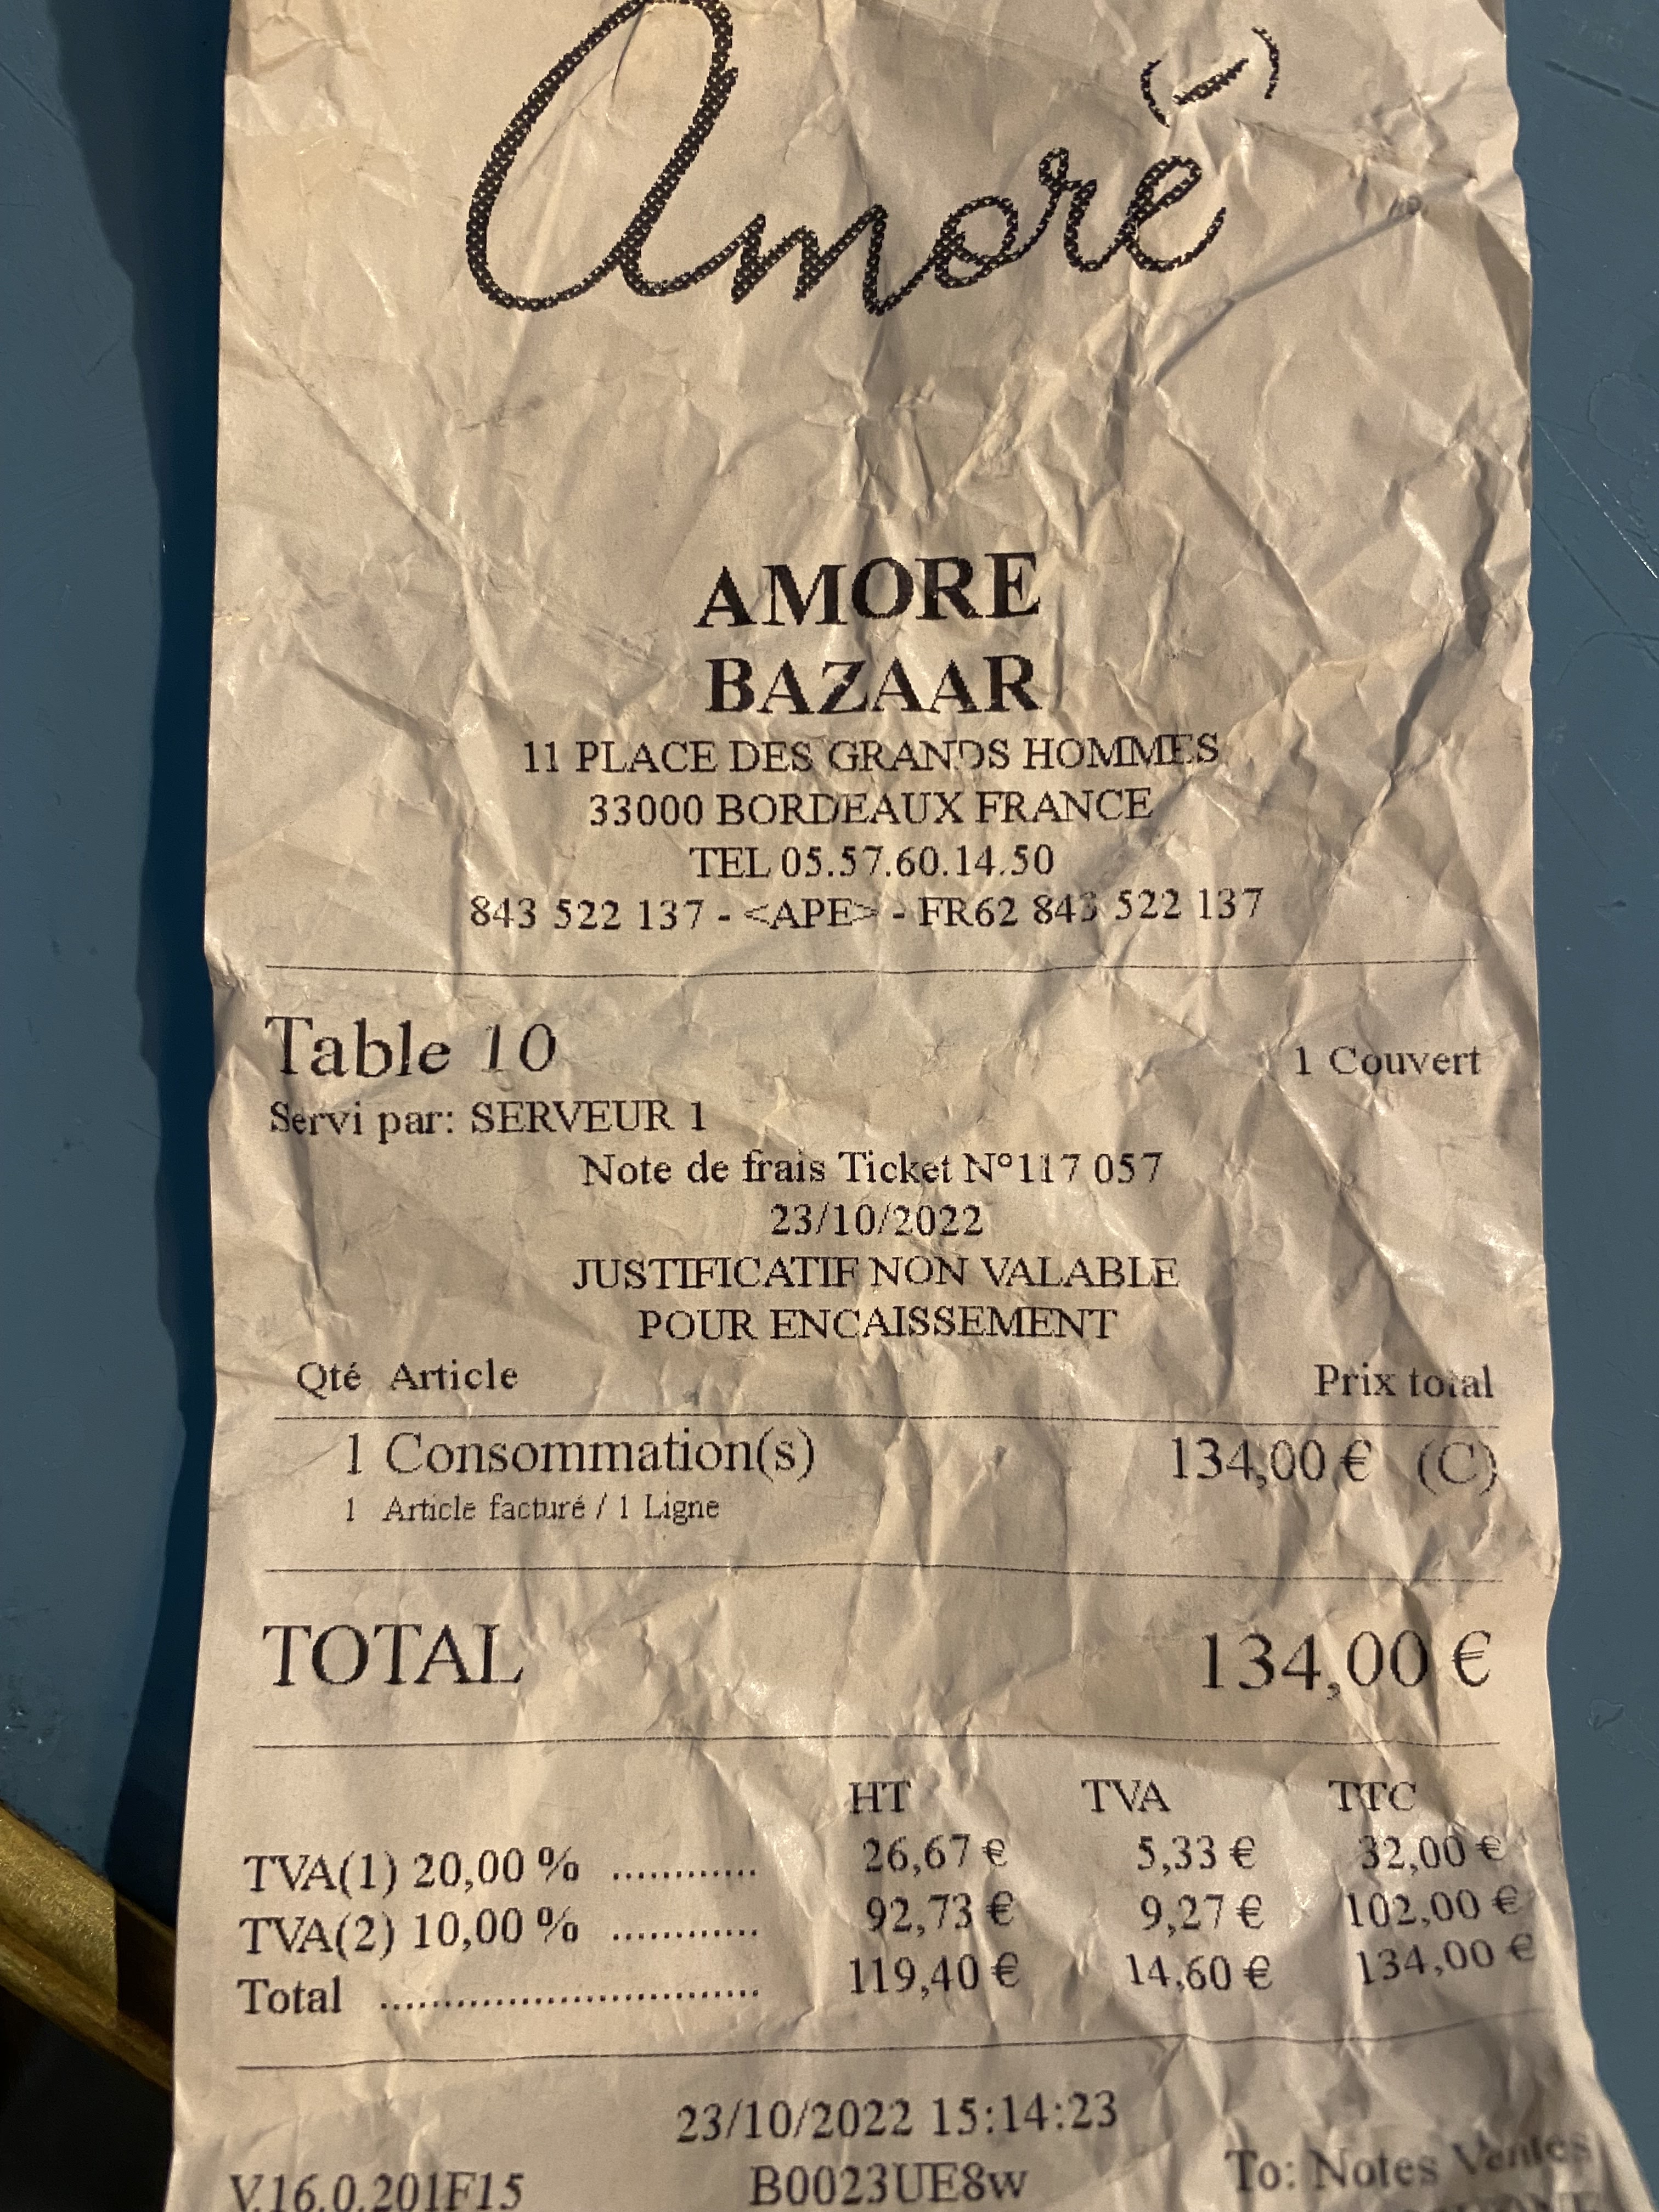 Amoré
AMORE
BAZAAR
11 PLACE DES GRANDS HOMMES
33000 BORDEAUX FRANCE
TEL 05.57.60.14.50
843 522 137 - <APE> - FR62 843 522 137
Table 10 1 Couvert
Servi par: SERVEUR 1
Note de frais Ticket N°117 057
23/10/2022
JUSTIFICATIF NON VALABLE
POUR ENCAISSEMENT
Qté Article Prix total
1 Consommation(s) 134,00 € (C)
1 Article facturé / 1 Ligne
TOTAL 134,00 €
HT TVA TTC
TVA(1) 20,00 % ............ 26,67 € 5,33 € 32,00 €
TVA(2) 10,00 % ............ 92,73 € 9,27 € 102,00 €
Total .............................. 119,40 € 14,60 € 134,00 €
23/10/2022 15:14:23
V.16.0.201F15 B0023UE8w To: Notes Ventes